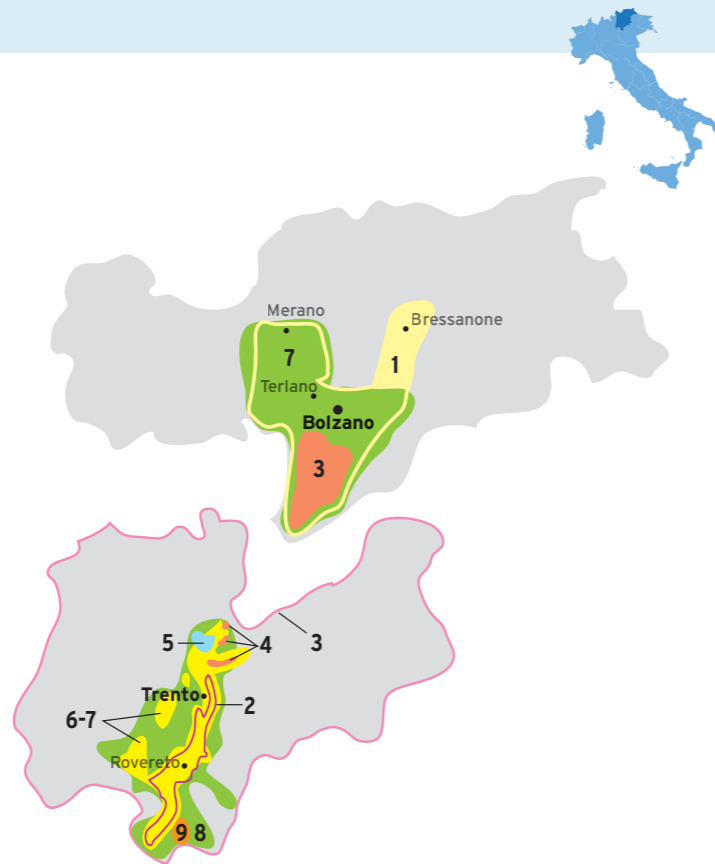 Merano
Bressanone
7
1
Terlano
Bolzano
3
5
4
3
Trento
2
6-7
Rovereto
9 8